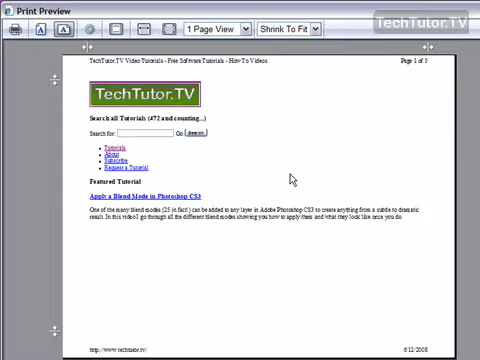 Print Preview
TechTutor.TV
A A
1 Page View Shrink To Fit
TechTutor.TV Video Tutorials - Free Software Tutorials - How To Videos Page 1 of 5
TechTutor.TV
Search all Tutorials (472 and counting...)
Search for: Go Search
Tutorials
About
Subscribe
Request a Tutorial
Featured Tutorial
Apply a Blend Mode in Photoshop CS3
One of the many blend modes (25 in fact!) can be added to any layer in Adobe Photoshop CS3 to create anything from a subtle to dramatic
result. In this video I go through all the different blend modes showing you how to apply them and what they look like once you do.
http://www.techtutor.tv/ 6/12/2008